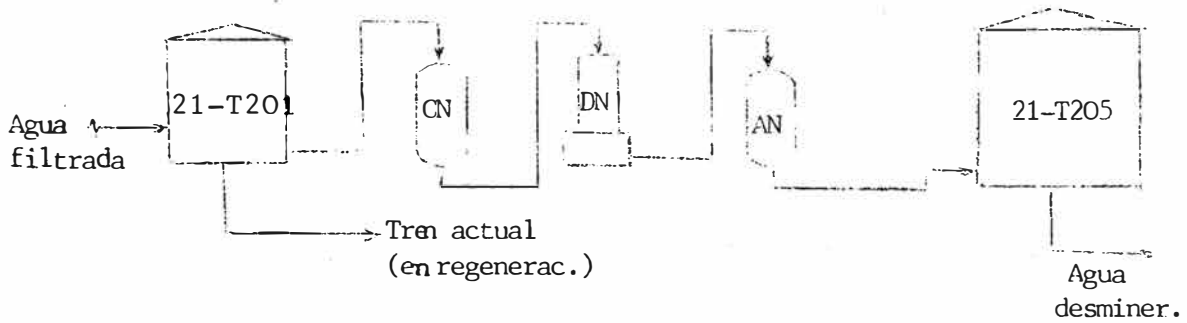 21-T201
CN
DN
AN
21-T205
Agua
filtrada
Tren actual
(en regenerac.)
Agua
desminer.